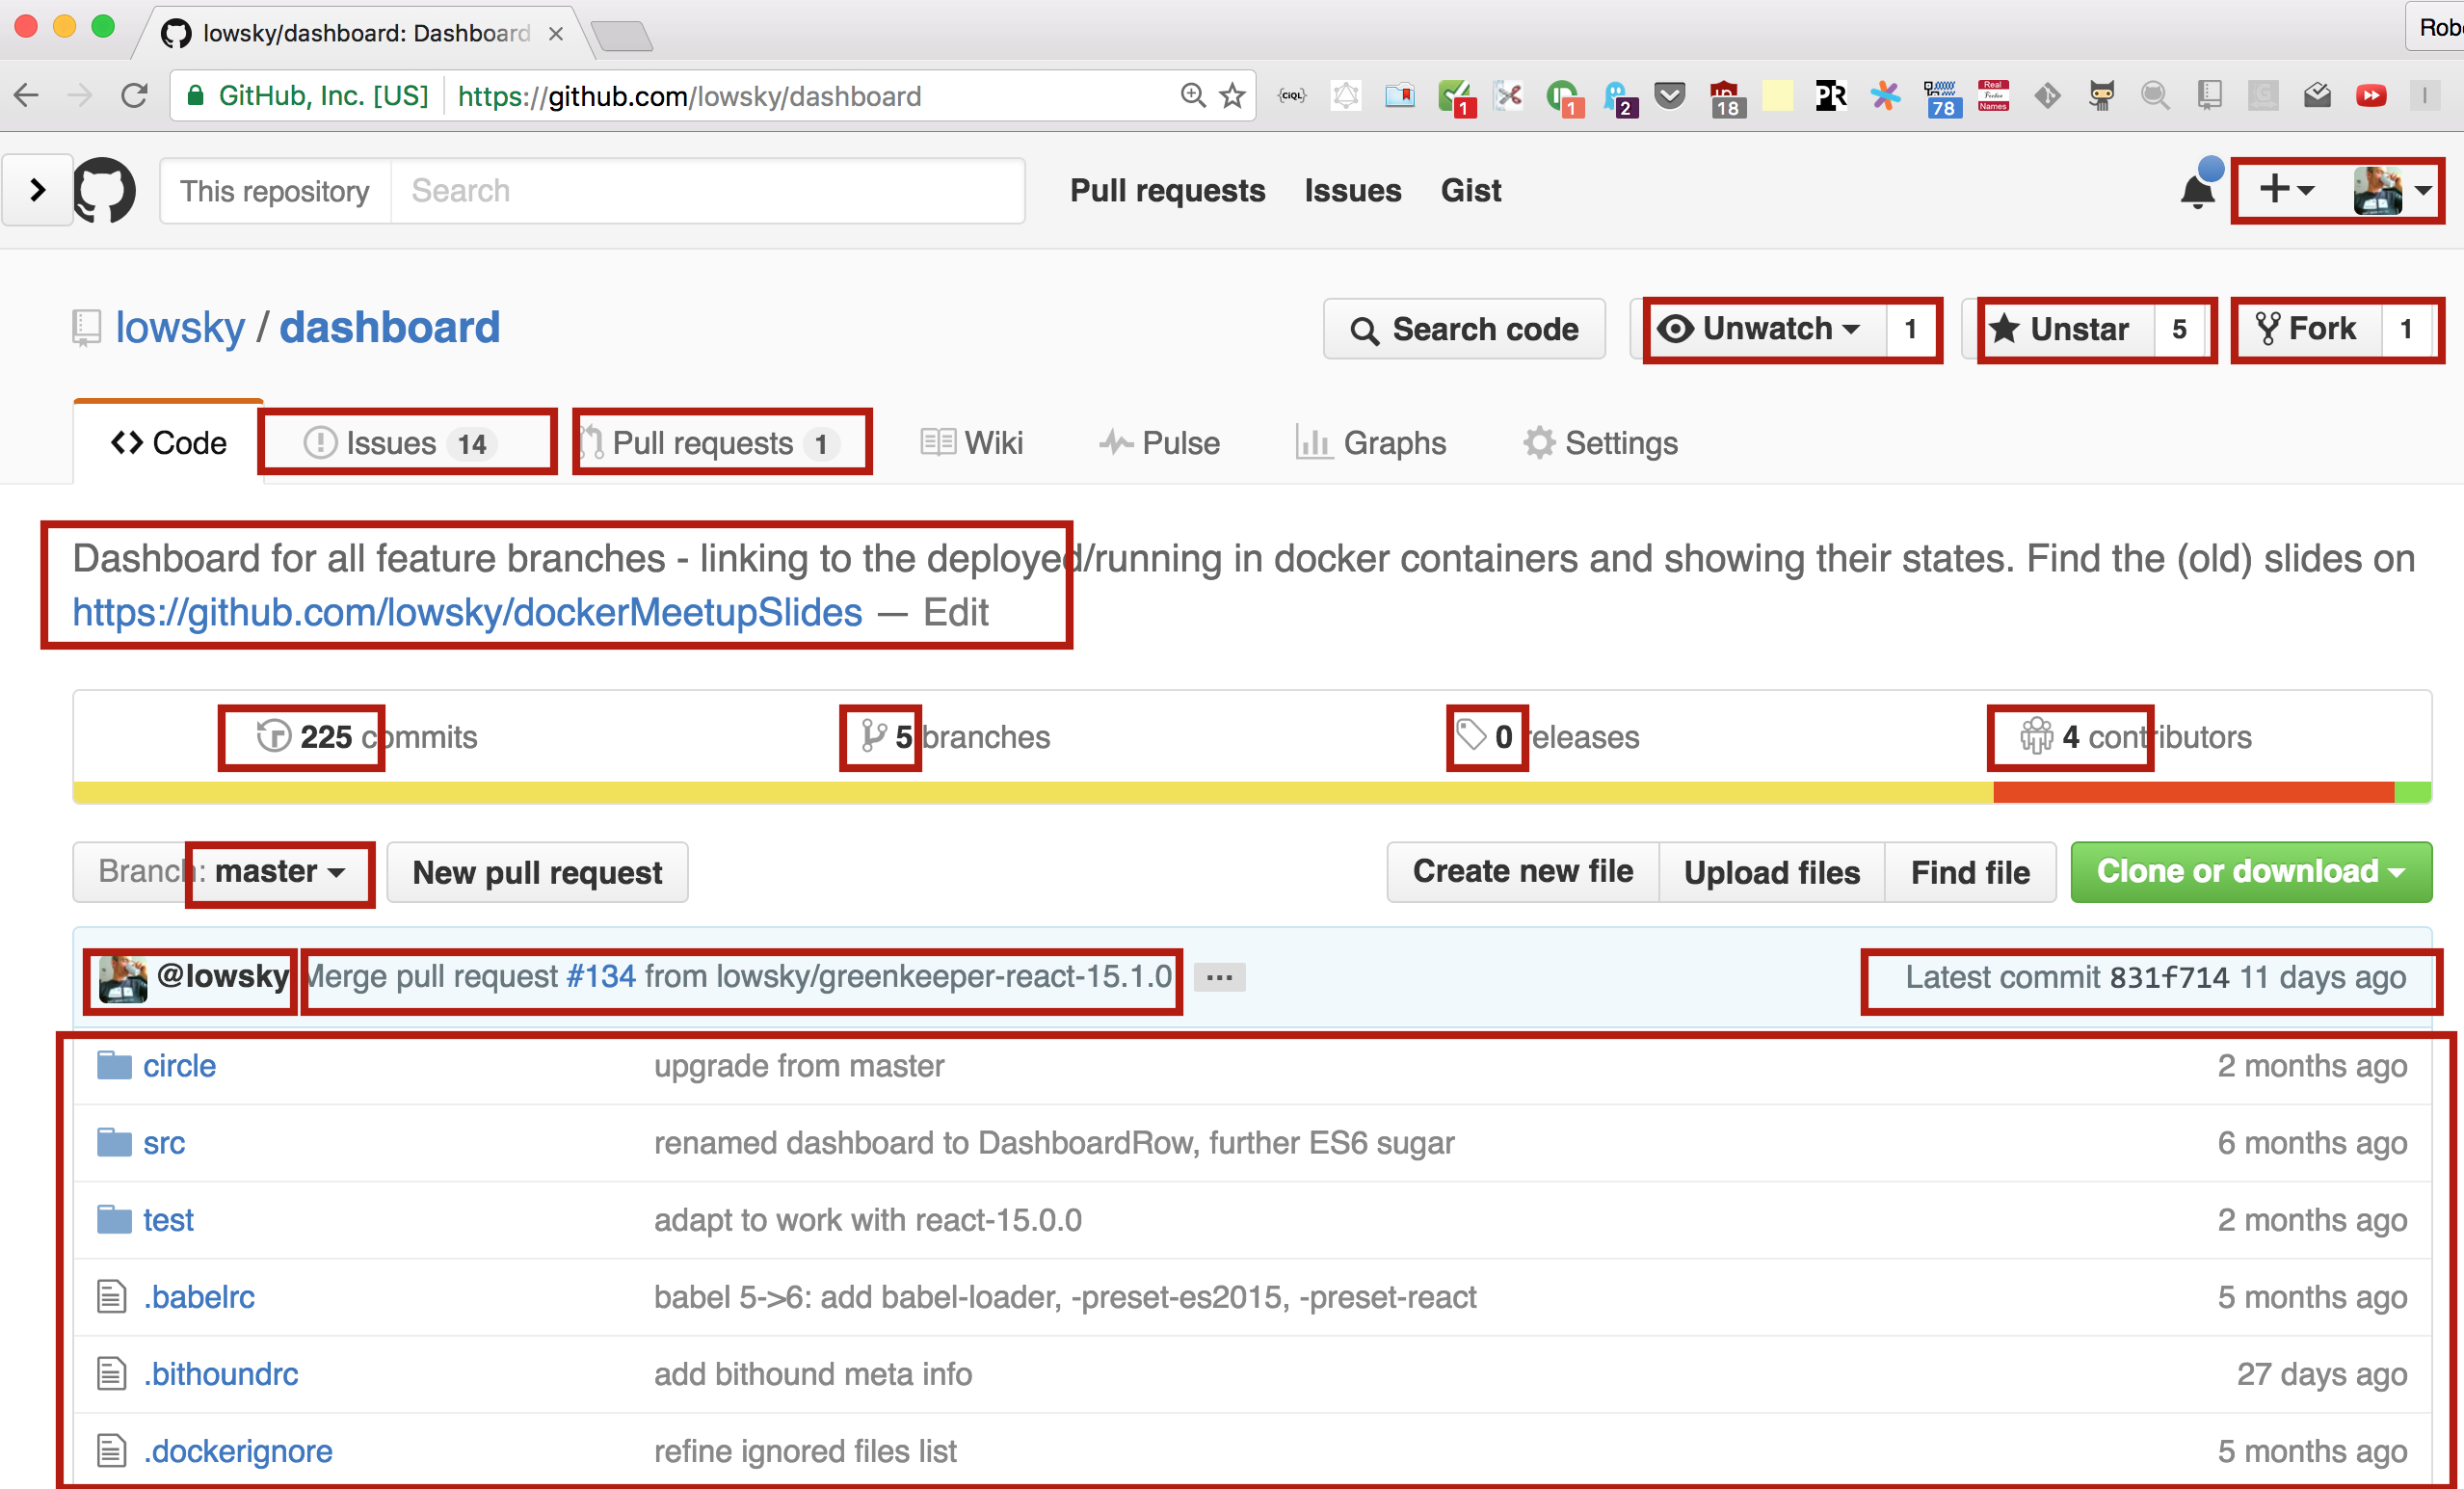 lowsky/dashboard: Dashboard
Rob
GitHub, Inc. [US] https://github.com/lowsky/dashboard
{CIQL} 1 1 2 18 PR 78 Real Names
This repository Search Pull requests Issues Gist
lowsky / dashboard Search code Unwatch 1 Unstar 5 Fork 1
Code Issues 14 Pull requests 1 Wiki Pulse Graphs Settings
Dashboard for all feature branches - linking to the deployed/running in docker containers and showing their states. Find the (old) slides on
https://github.com/lowsky/dockerMeetupSlides — Edit
225 commits 5 branches 0 releases 4 contributors
Branch: master New pull request Create new file Upload files Find file Clone or download
@lowsky Merge pull request #134 from lowsky/greenkeeper-react-15.1.0 ... Latest commit 831f714 11 days ago
circle upgrade from master 2 months ago
src renamed dashboard to DashboardRow, further ES6 sugar 6 months ago
test adapt to work with react-15.0.0 2 months ago
.babelrc babel 5->6: add babel-loader, -preset-es2015, -preset-react 5 months ago
.bithoundrc add bithound meta info 27 days ago
.dockerignore refine ignored files list 5 months ago